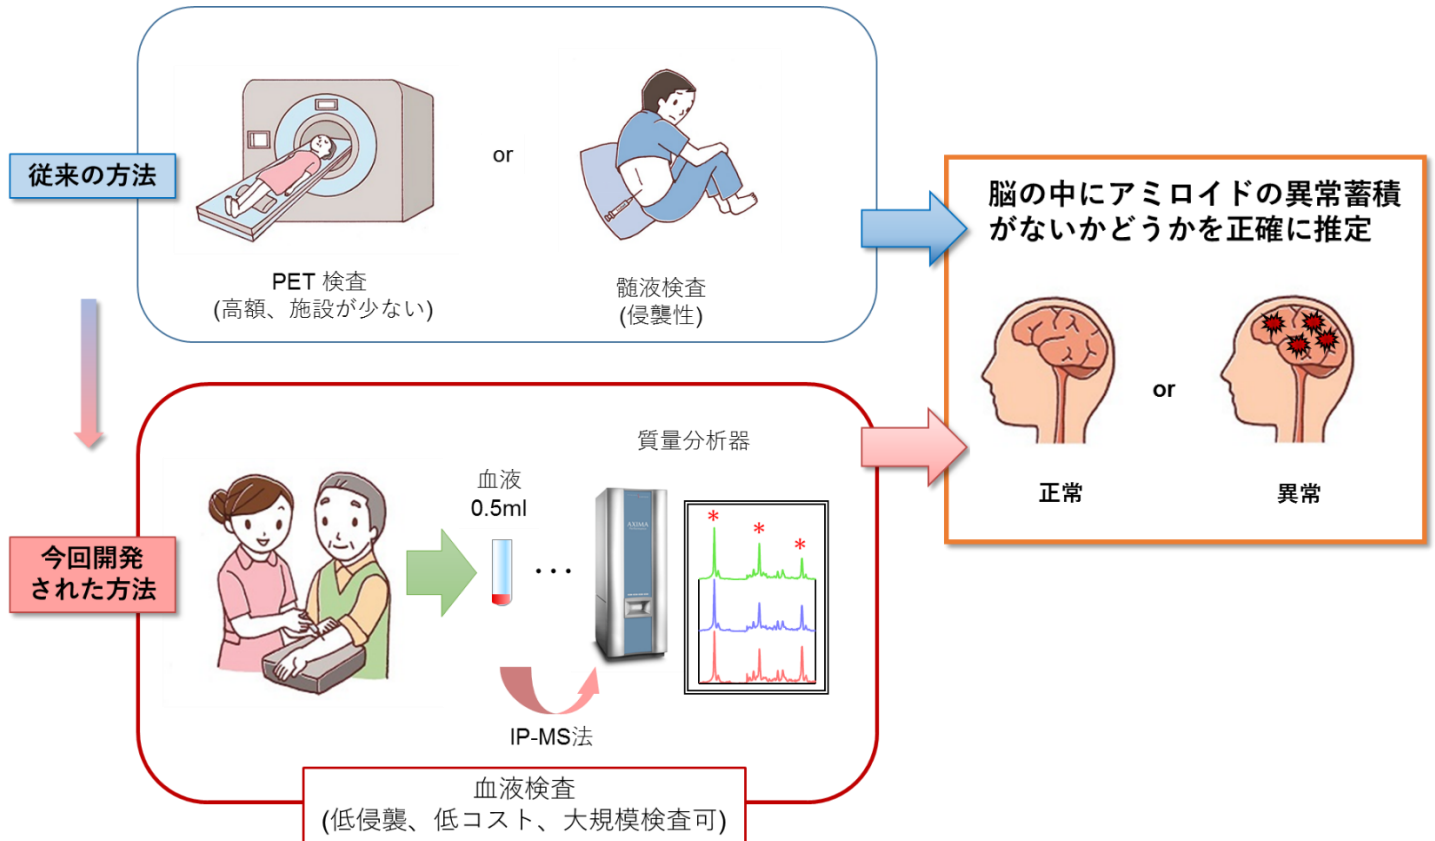 従来の方法
or
PET 検査
(高額、施設が少ない)
髄液検査
(侵襲性)
脳の中にアミロイドの異常蓄積
がないかどうかを正確に推定
or
正常
異常
今回開発
された方法
血液
0.5ml
・・・
質量分析器
AXIMA
* * *
IP-MS法
血液検査
(低侵襲、低コスト、大規模検査可)